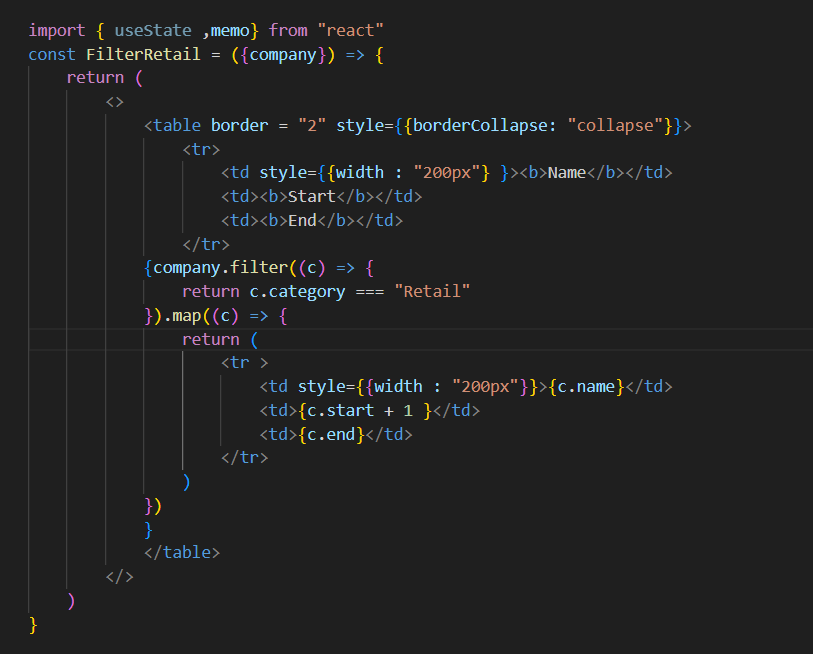 import { useState ,memo} from "react"
const FilterRetail = ({company}) => {
    return (
        <>
            <table border = "2" style={{borderCollapse: "collapse"}}>
                <tr>
                    <td style={{width : "200px"} }><b>Name</b></td>
                    <td><b>Start</b></td>
                    <td><b>End</b></td>
                </tr>
            {company.filter((c) => {
                return c.category === "Retail"
            }).map((c) => {
                return (
                    <tr >
                        <td style={{width : "200px"}}>{c.name}</td>
                        <td>{c.start + 1 }</td>
                        <td>{c.end}</td>
                    </tr>
                )
            })
            }
            </table>
        </>
    )
}